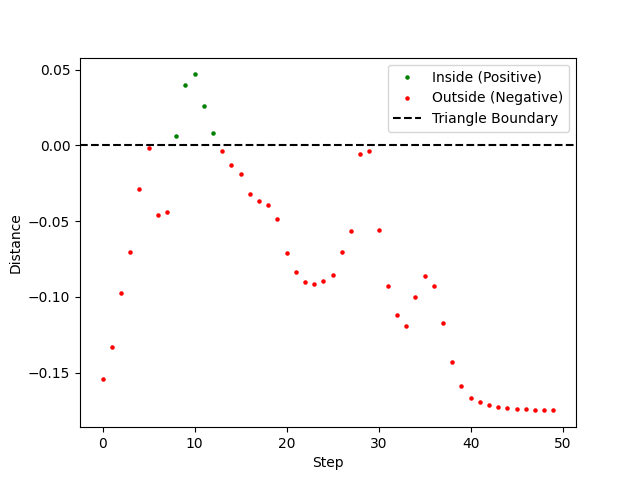 Inside (Positive)
Outside (Negative)
Triangle Boundary
0.05
0.00
−0.05
−0.10
−0.15
Distance
0
10
20
30
40
50
Step